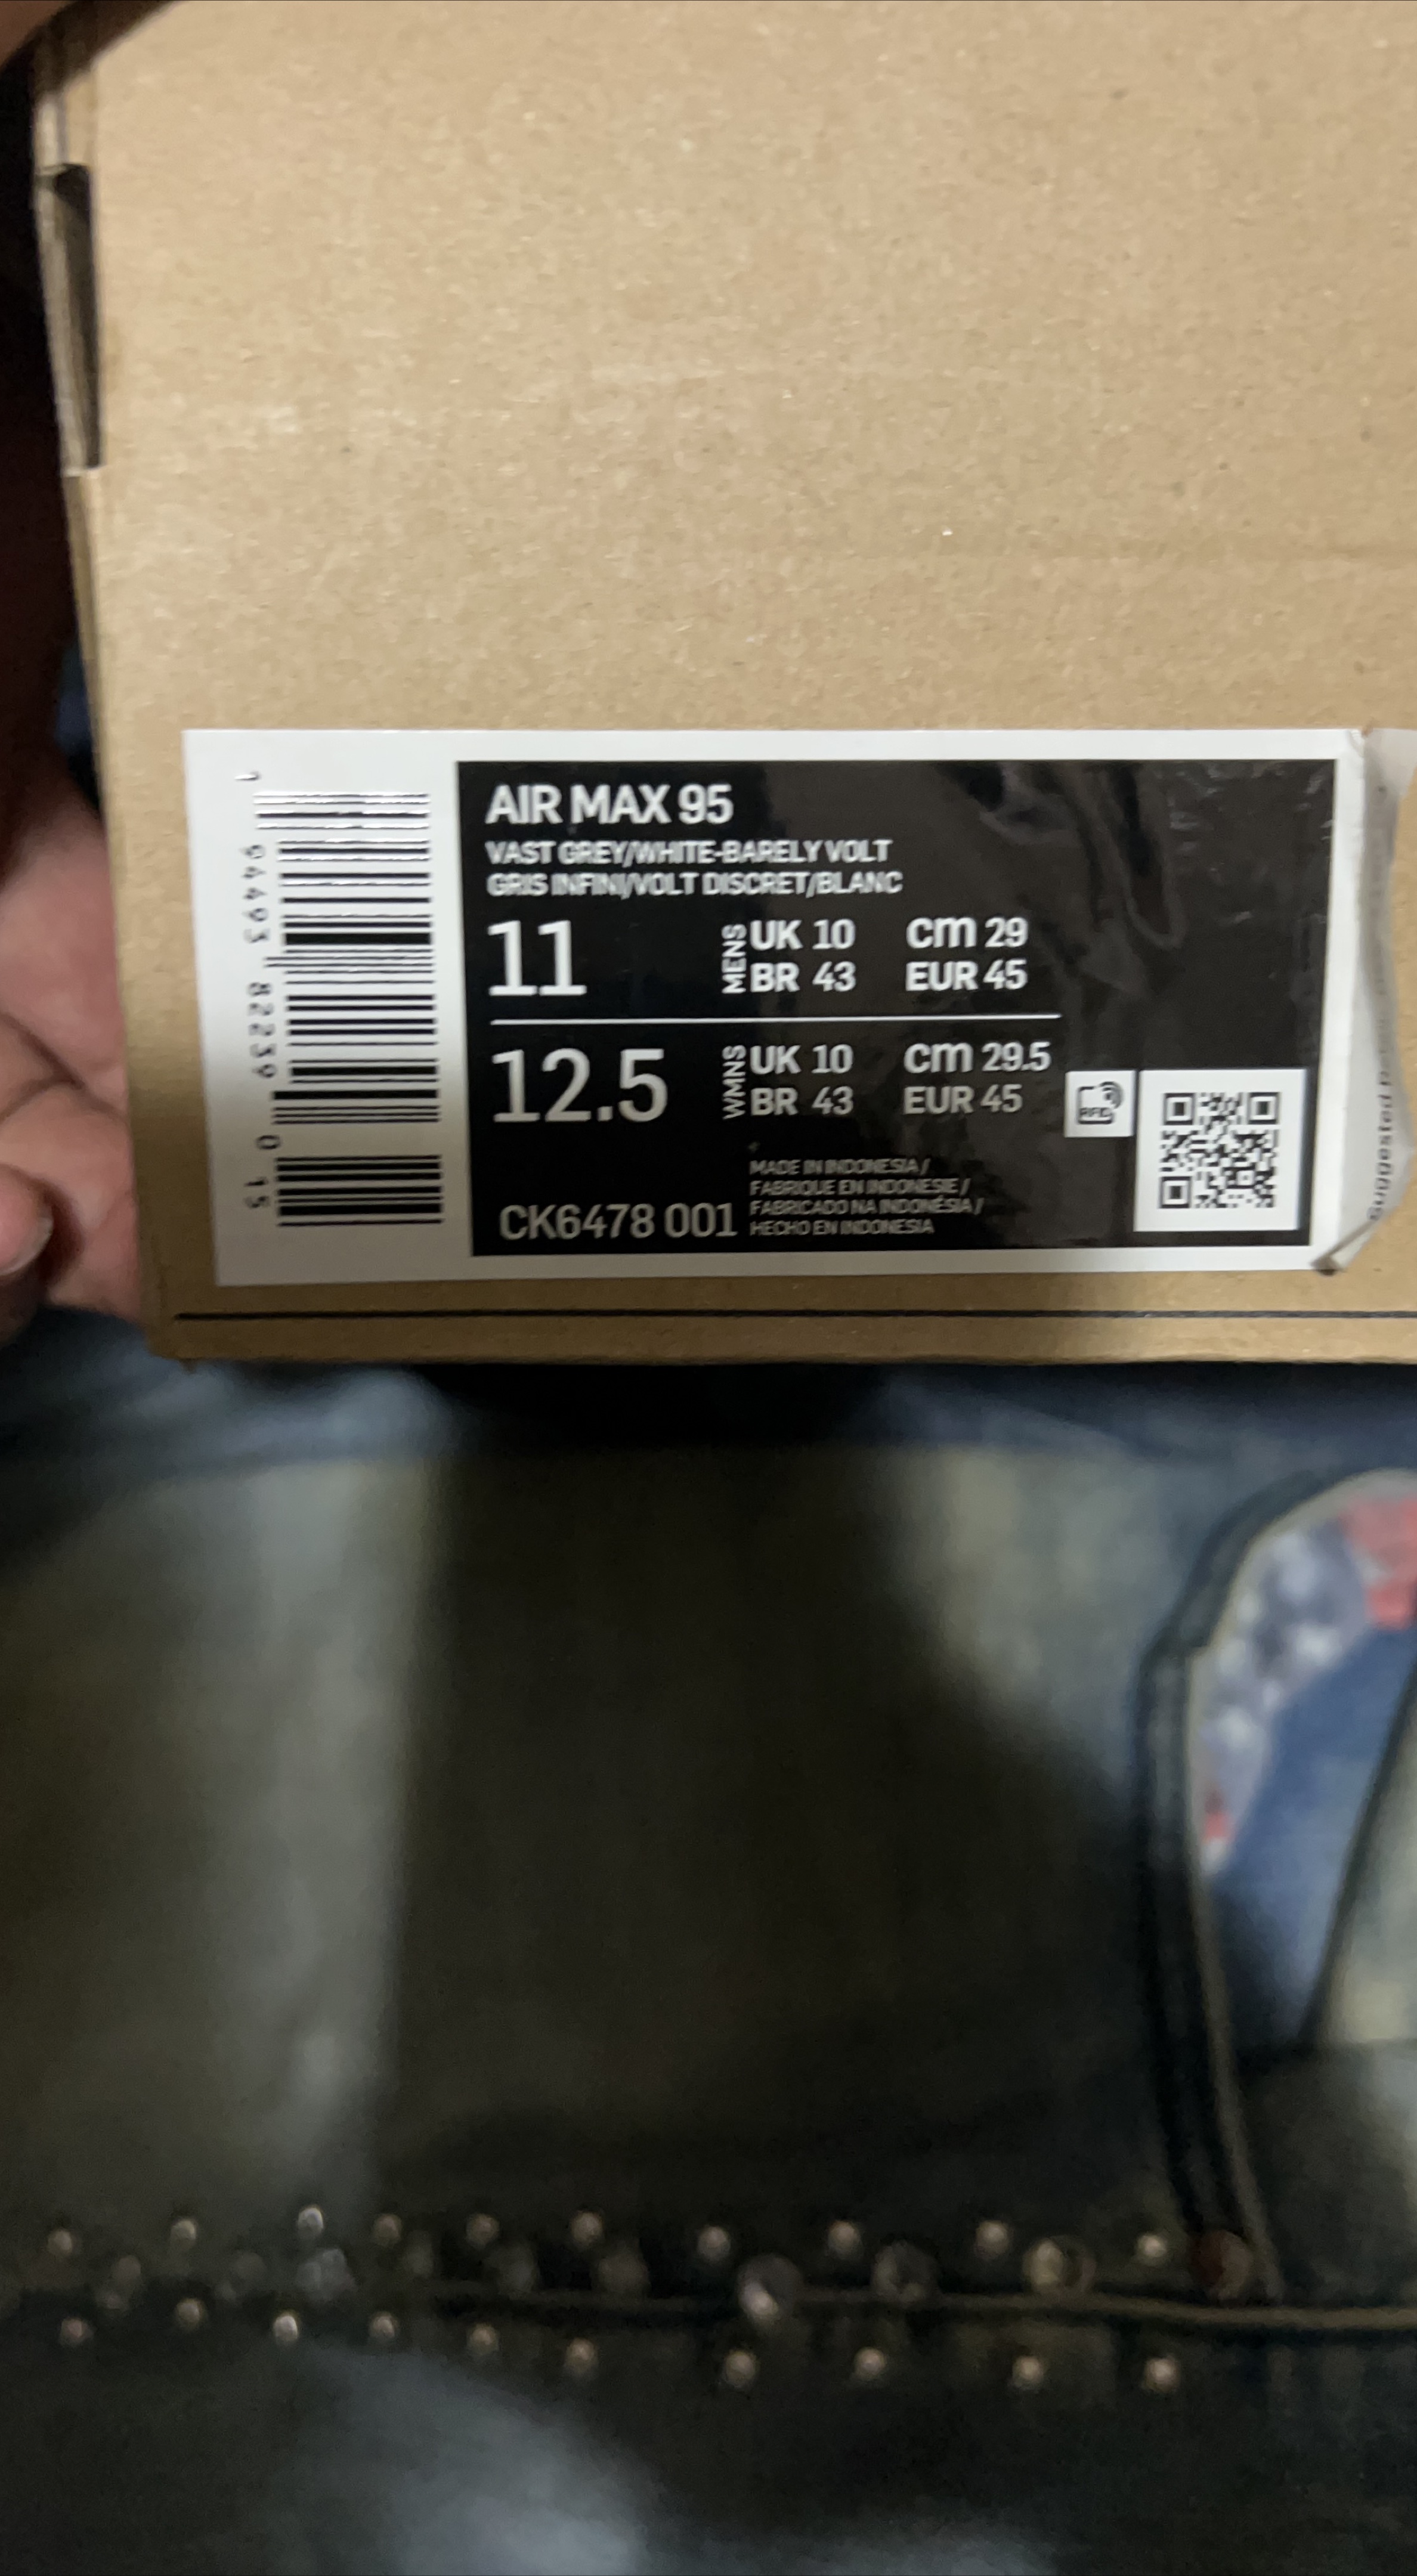 AIR MAX 95
VAST GREY/WHITE-BARELY VOLT
GRIS INFINI/VOLT DISCRET/BLANC
11
MENS
UK 10 cm 29
BR 43 EUR 45
12.5
WMNS
UK 10 cm 29.5
BR 43 EUR 45
RFID
MADE IN INDONESIA /
FABRIQUE EN INDONESIE /
FABRICADO NA INDONÉSIA /
HECHO EN INDONESIA
CK6478 001
1 94493 82239 0 15
Suggested